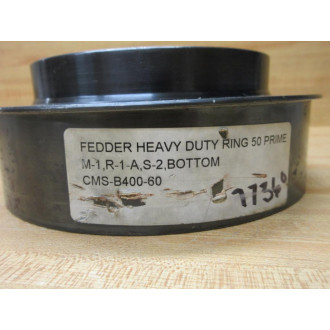 FEDDER HEAVY DUTY RING 50 PRIME
M-1,R-1-A,S-2,BOTTOM
CMS-B400-60